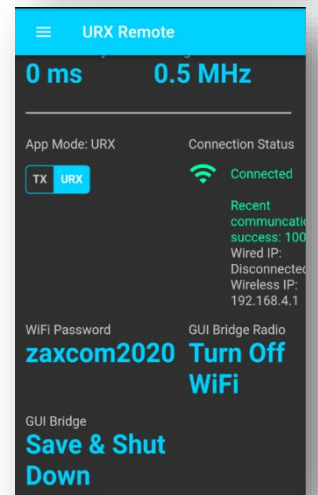 URX Remote
0 ms
0.5 MHz
App Mode: URX
TX URX
Connection Status
Connected
Recent
communcatio
success: 100
Wired IP:
Disconnected
Wireless IP:
192.168.4.1
WiFi Password
zaxcom2020
GUI Bridge Radio
Turn Off
WiFi
GUI Bridge
Save & Shut
Down